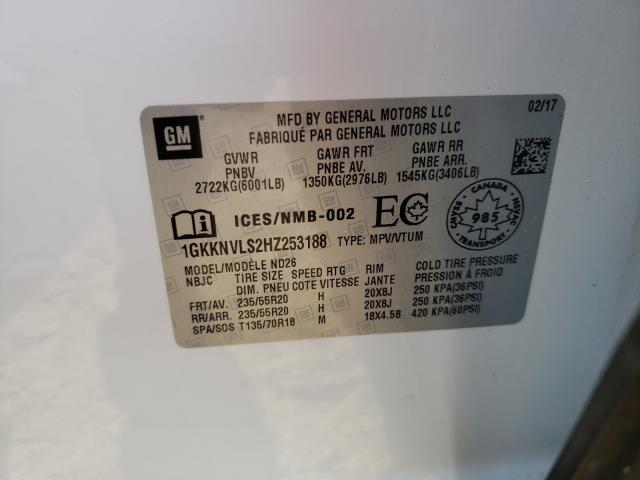 GM
MFD BY GENERAL MOTORS LLC
FABRIQUÉ PAR GENERAL MOTORS LLC
02/17
GVWR GAWR FRT GAWR RR
PNBV PNBE AV. PNBE ARR.
2722KG(6001LB) 1350KG(2976LB) 1545KG(3406LB)
ICES/NMB-002 EC
CANADA
CMVSS NSVAC
985
TRANSPORT
1GKKNVLS2HZ253188 TYPE: MPV/VTUM
MODEL/MODÈLE ND26
NBJC TIRE SIZE SPEED RTG RIM COLD TIRE PRESSURE
DIM. PNEU COTE VITESSE JANTE PRESSION À FROID
FRT/AV. 235/55R20 H 20X8J 250 KPA(36PSI)
RR/ARR. 235/55R20 H 20X8J 250 KPA(36PSI)
SPA/SOS T135/70R18 M 18X4.5B 420 KPA(60PSI)